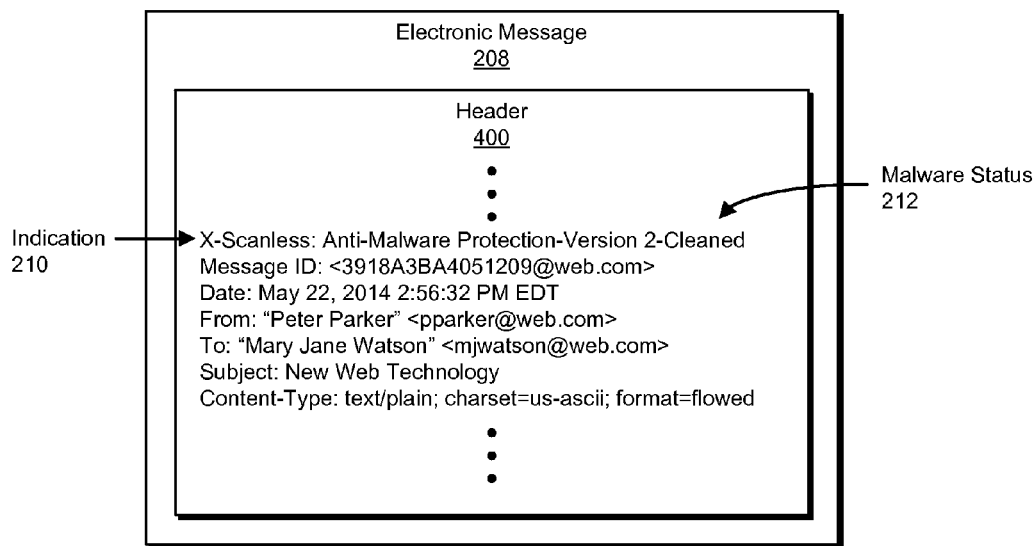 Electronic Message
208
Header
400
Malware Status
212
Indication
210
X-Scanless: Anti-Malware Protection-Version 2-Cleaned
Message ID: <3918A3BA4051209@web.com>
Date: May 22, 2014 2:56:32 PM EDT
From: “Peter Parker” <pparker@web.com>
To: “Mary Jane Watson” <mjwatson@web.com>
Subject: New Web Technology
Content-Type: text/plain; charset=us-ascii; format=flowed